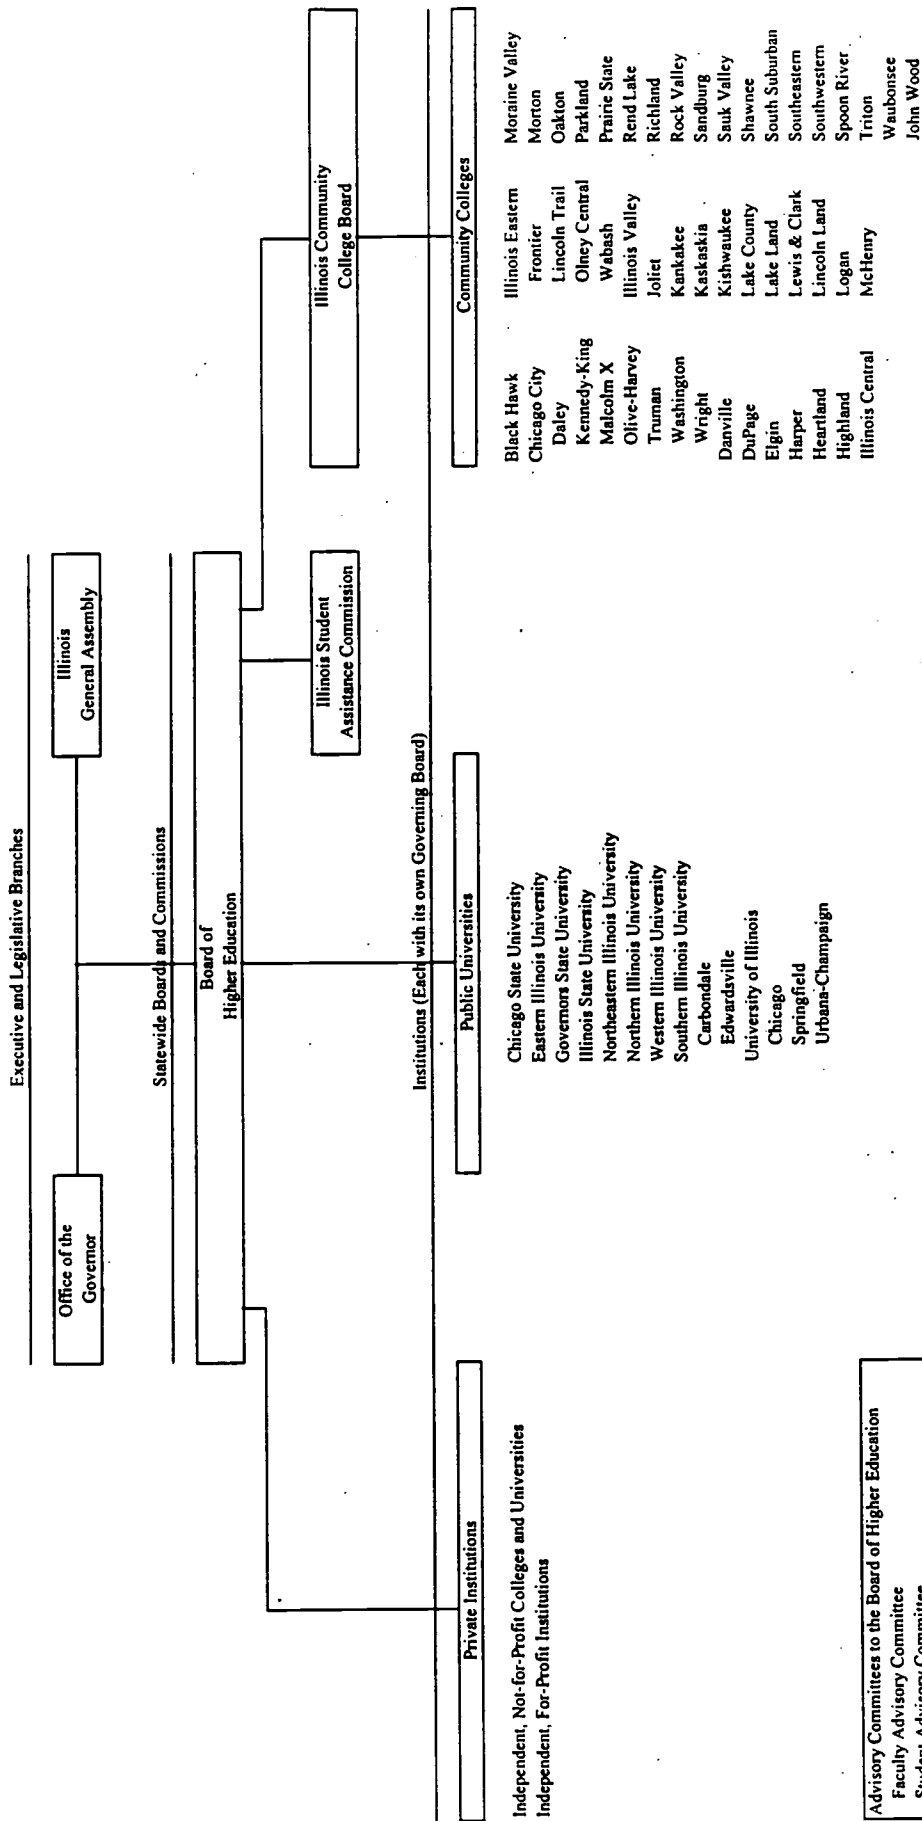 Executive and Legislative Branches
Office of the
Governor
Illinois
General Assembly
Statewide Boards and Commissions
Board of
Higher Education
Illinois Student
Assistance Commission
Illinois Community
College Board
Institutions (Each with its own Governing Board)
Private Institutions
Independent, Not-for-Profit Colleges and Universities
Independent, For-Profit Institutions
Public Universities
Chicago State University
Eastern Illinois University
Governors State University
Illinois State University
Northeastern Illinois University
Northern Illinois University
Western Illinois University
Southern Illinois University
Carbondale
Edwardsville
University of Illinois
Chicago
Springfield
Urbana-Champaign
Community Colleges
Black Hawk
Chicago City
Daley
Kennedy-King
Malcolm X
Olive-Harvey
Truman
Washington
Wright
Danville
DuPage
Elgin
Harper
Heartland
Highland
Illinois Central
Illinois Eastern
Frontier
Lincoln Trail
Olney Central
Wabash
Illinois Valley
Joliet
Kankakee
Kaskaskia
Kishwaukee
Lake County
Lake Land
Lewis & Clark
Lincoln Land
Logan
McHenry
Moraine Valley
Morton
Oakton
Parkland
Prairie State
Rend Lake
Richland
Rock Valley
Sandburg
Sauk Valley
Shawnee
South Suburban
Southeastern
Southwestern
Spoon River
Triton
Waubonsee
John Wood
Advisory Committees to the Board of Higher Education
Faculty Advisory Committee
Student Advisory Committee